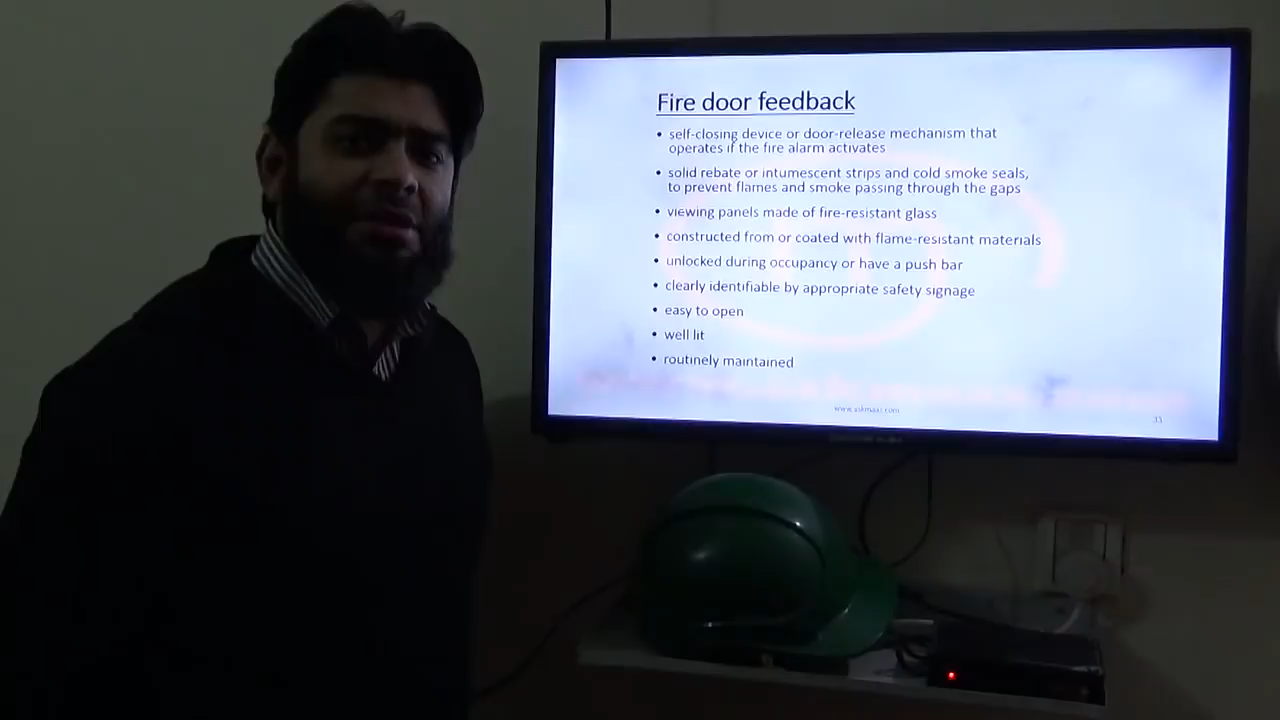 Fire door feedback
• self-closing device or door-release mechanism that
operates if the fire alarm activates
• solid rebate or intumescent strips and cold smoke seals,
to prevent flames and smoke passing through the gaps
• viewing panels made of fire-resistant glass
• constructed from or coated with flame-resistant materials
• unlocked during occupancy or have a push bar
• clearly identifiable by appropriate safety signage
• easy to open
• well lit
• routinely maintained